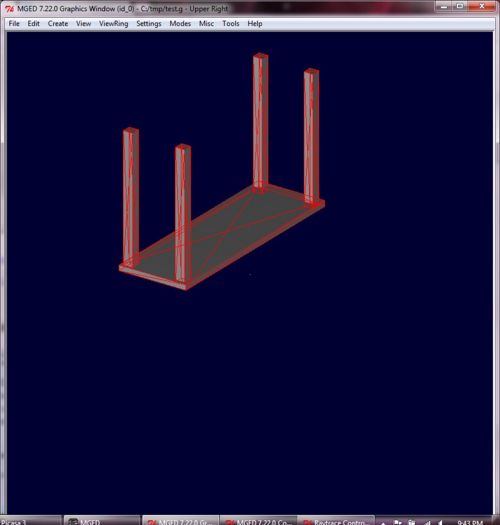 MGED 7.22.0 Graphics Window (id_0) - C:/tmp/test.g - Upper Right
File Edit Create View ViewRing Settings Modes Misc Tools Help
Picasa 3 MGED MGED 7.22.0 Gr... MGED 7.22.0 Co... Raytrace Contro... 9:43 PM